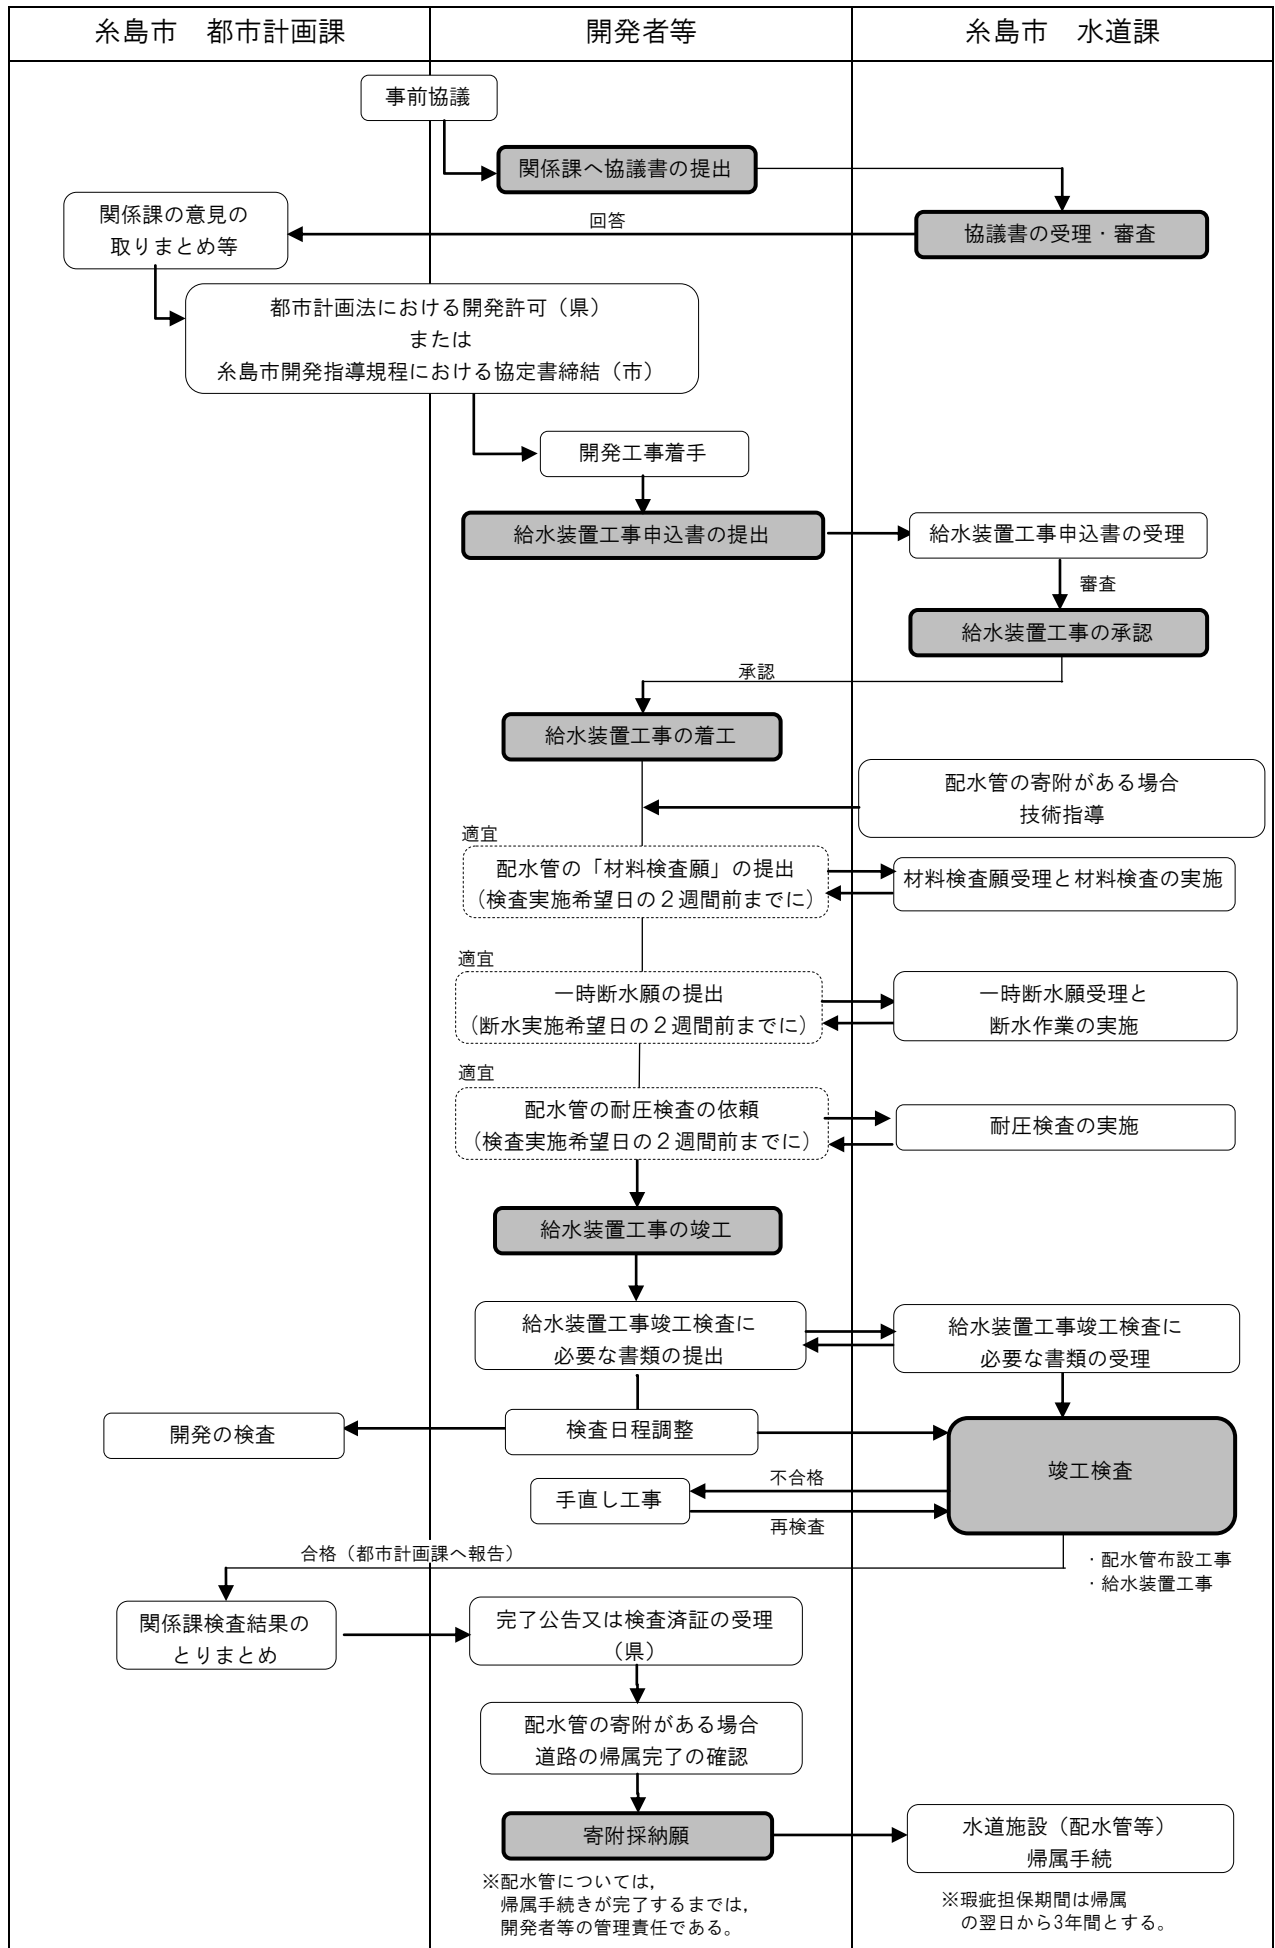 糸島市　都市計画課
開発者等
糸島市　水道課
事前協議
関係課へ協議書の提出
協議書の受理・審査
回答
関係課の意見の
取りまとめ等
都市計画法における開発許可（県）
または
糸島市開発指導規程における協定書締結（市）
開発工事着手
給水装置工事申込書の提出
給水装置工事申込書の受理
審査
給水装置工事の承認
承認
給水装置工事の着工
配水管の寄附がある場合
技術指導
適宜
配水管の「材料検査願」の提出
（検査実施希望日の２週間前までに）
材料検査願受理と材料検査の実施
適宜
一時断水願の提出
（断水実施希望日の２週間前までに）
一時断水願受理と
断水作業の実施
適宜
配水管の耐圧検査の依頼
（検査実施希望日の２週間前までに）
耐圧検査の実施
給水装置工事の竣工
給水装置工事竣工検査に
必要な書類の提出
給水装置工事竣工検査に
必要な書類の受理
開発の検査
検査日程調整
竣工検査
不合格
手直し工事
再検査
合格（都市計画課へ報告）
・配水管布設工事
・給水装置工事
関係課検査結果の
とりまとめ
完了公告又は検査済証の受理
（県）
配水管の寄附がある場合
道路の帰属完了の確認
寄附採納願
水道施設（配水管等）
帰属手続
※配水管については，
帰属手続きが完了するまでは，
開発者等の管理責任である。
※瑕疵担保期間は帰属
の翌日から3年間とする。